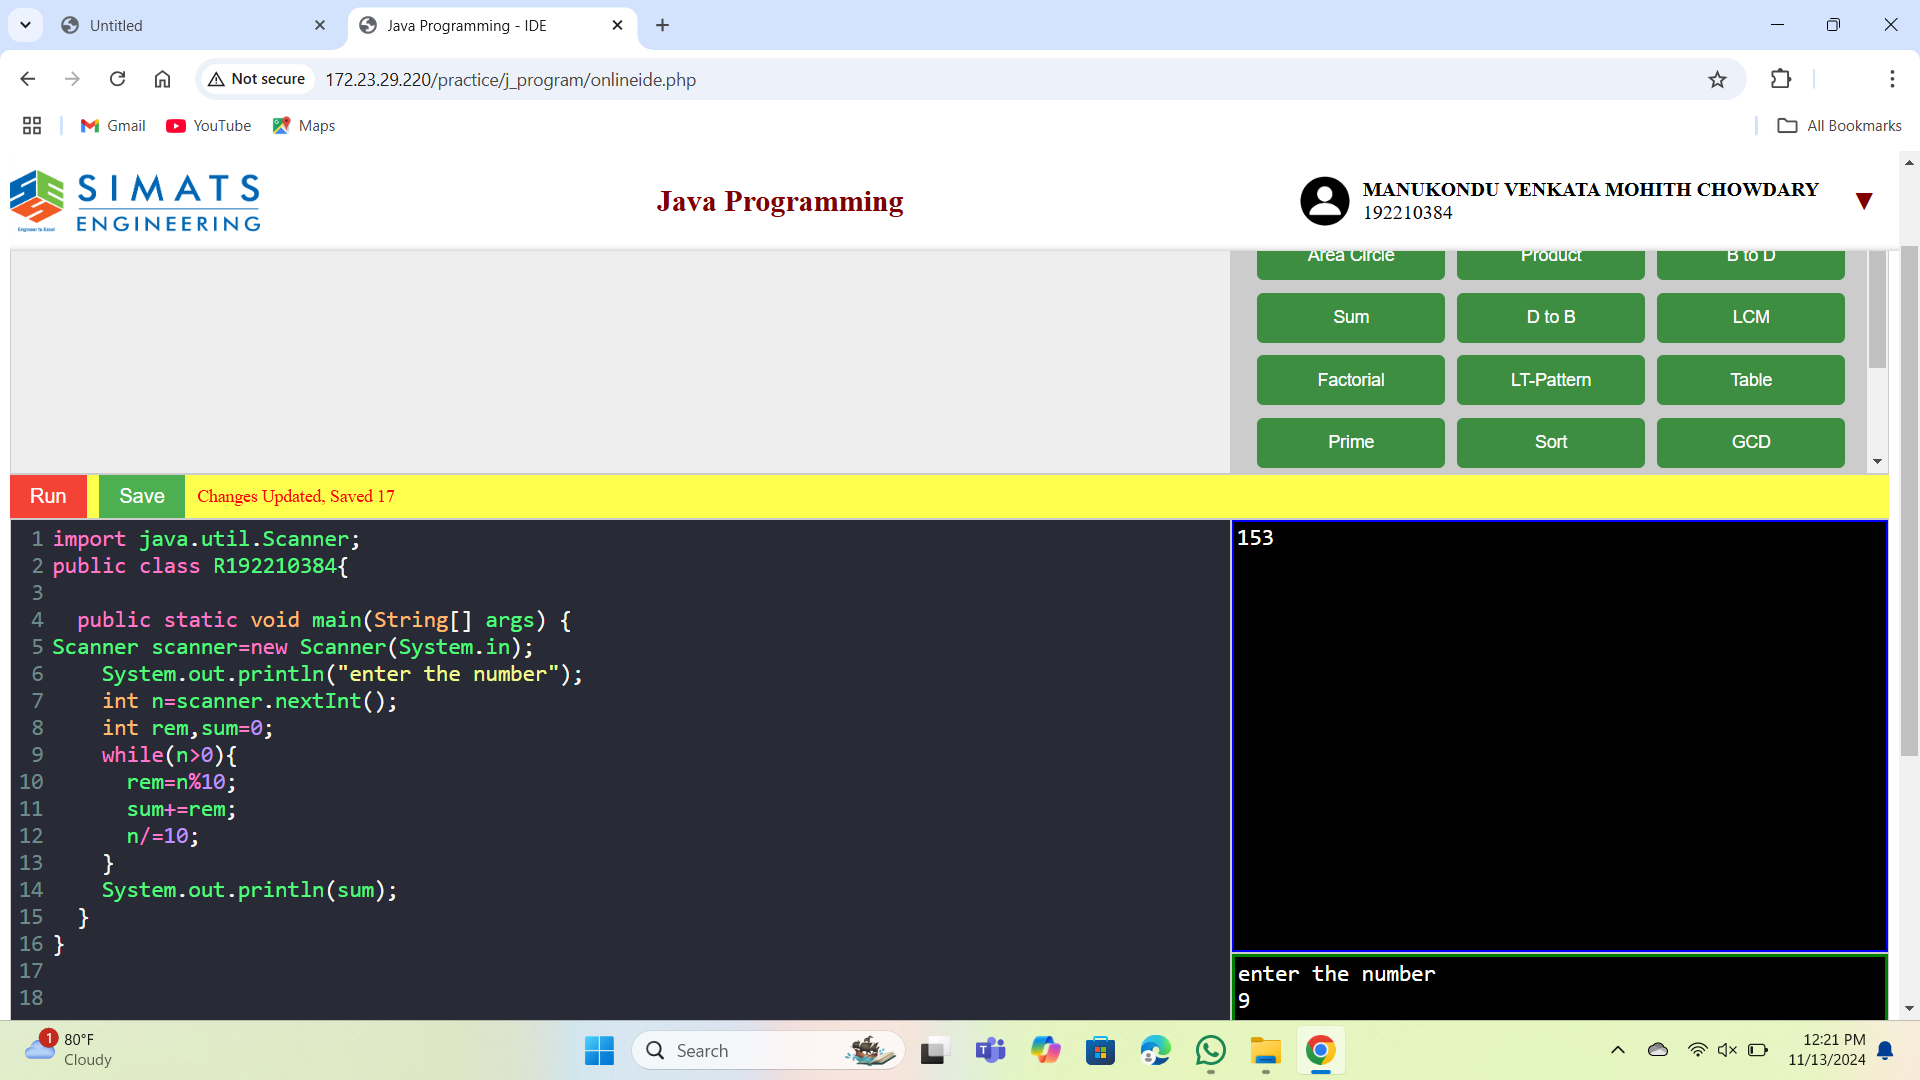 Untitled
Java Programming - IDE
Not secure
172.23.29.220/practice/j_program/onlineide.php
Gmail
YouTube
Maps
All Bookmarks
SIMATS
ENGINEERING
Engineer to Excel
Java Programming
MANUKONDU VENKATA MOHITH CHOWDARY
192210384
Area Circle
Product
B to D
Sum
D to B
LCM
Factorial
LT-Pattern
Table
Prime
Sort
GCD
Run
Save
Changes Updated, Saved 17
1 import java.util.Scanner;
2 public class R192210384{
3
4 public static void main(String[] args) {
5 Scanner scanner=new Scanner(System.in);
6 System.out.println("enter the number");
7 int n=scanner.nextInt();
8 int rem,sum=0;
9 while(n>0){
10 rem=n%10;
11 sum+=rem;
12 n/=10;
13 }
14 System.out.println(sum);
15 }
16 }
17
18
153
enter the number
9
1
80°F
Cloudy
Search
12:21 PM
11/13/2024